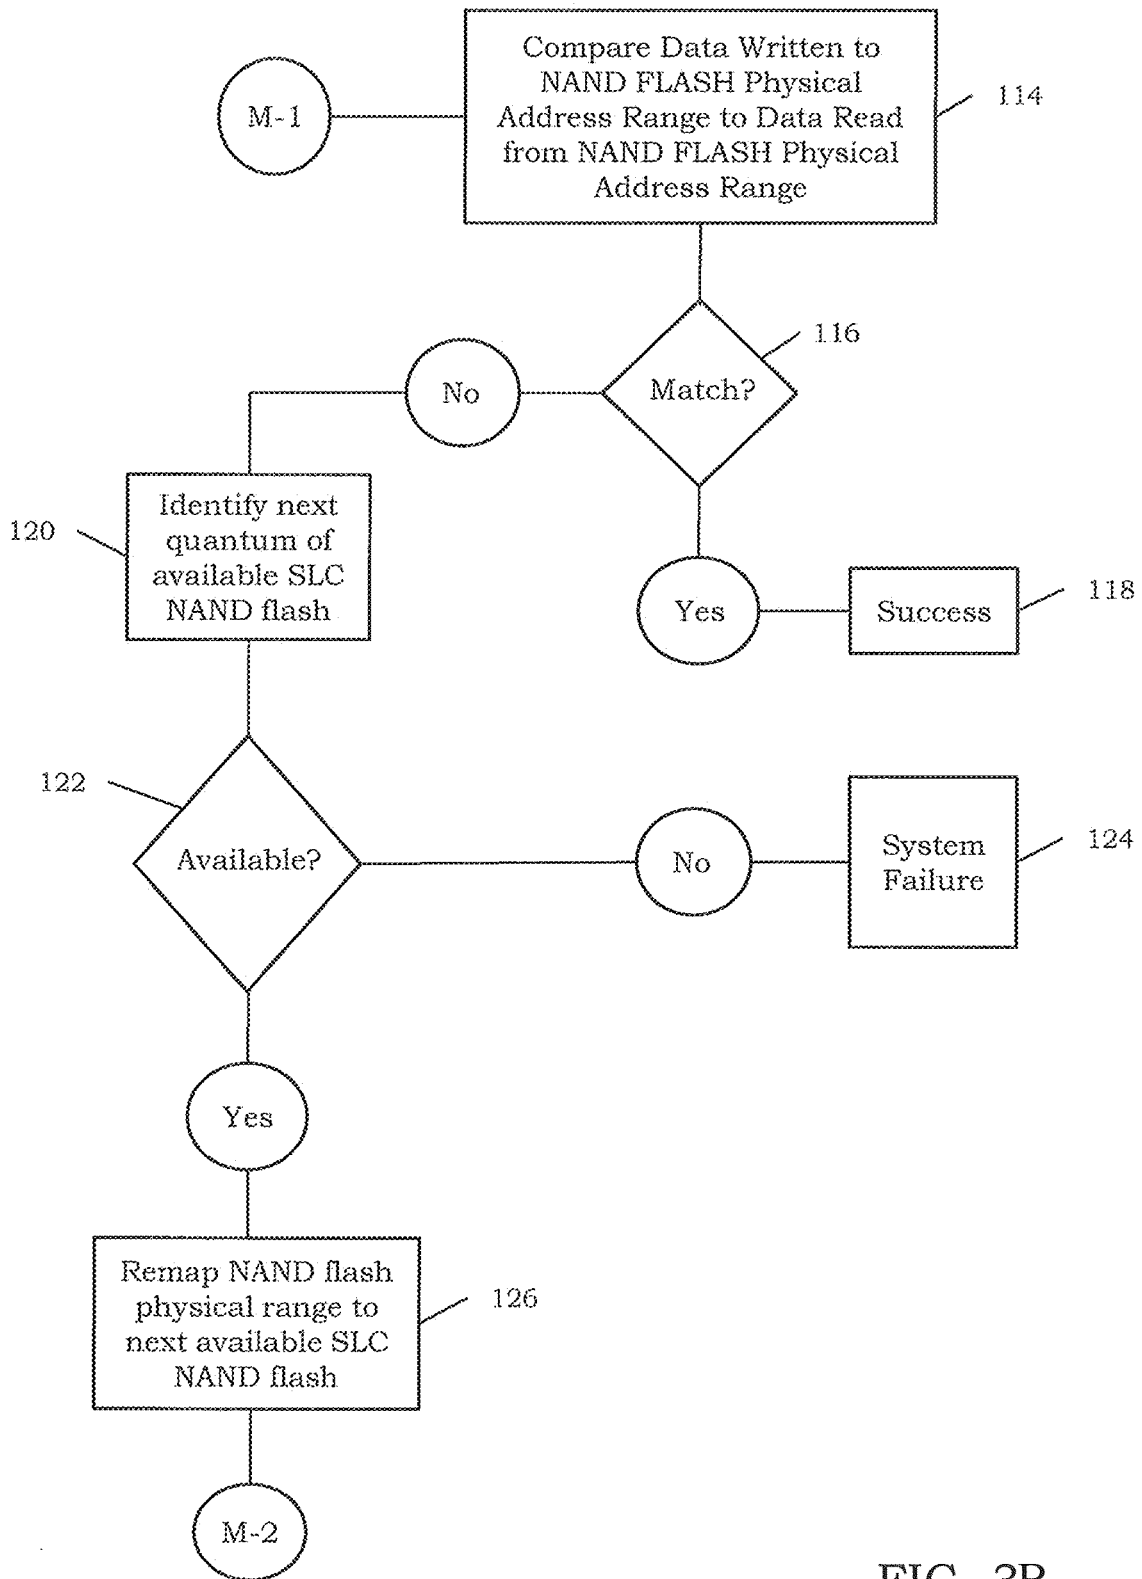 Compare Data Written to
NAND FLASH Physical
Address Range to Data Read
from NAND FLASH Physical
Address Range
M-1
114
116
Match?
No
Identify next
quantum of
available SLC
NAND flash
120
Yes
Success
118
122
Available?
No
System
Failure
124
Yes
Remap NAND flash
physical range to
next available SLC
NAND flash
126
M-2
FIG. 3B